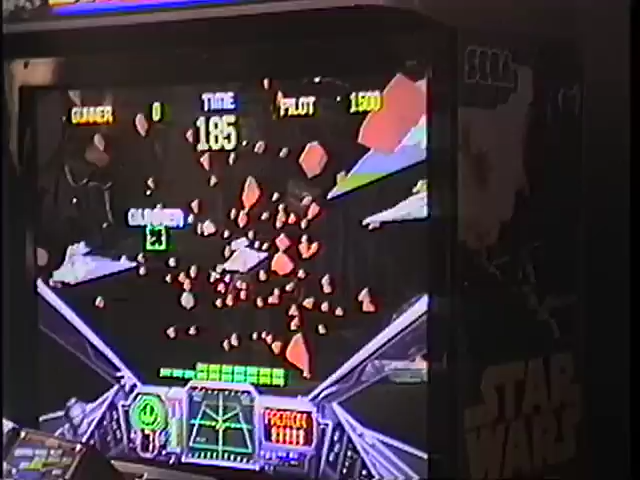 SEGA
GUNNER 0 TIME PILOT 1500
185
GUNNER
PROTON
STAR
WARS